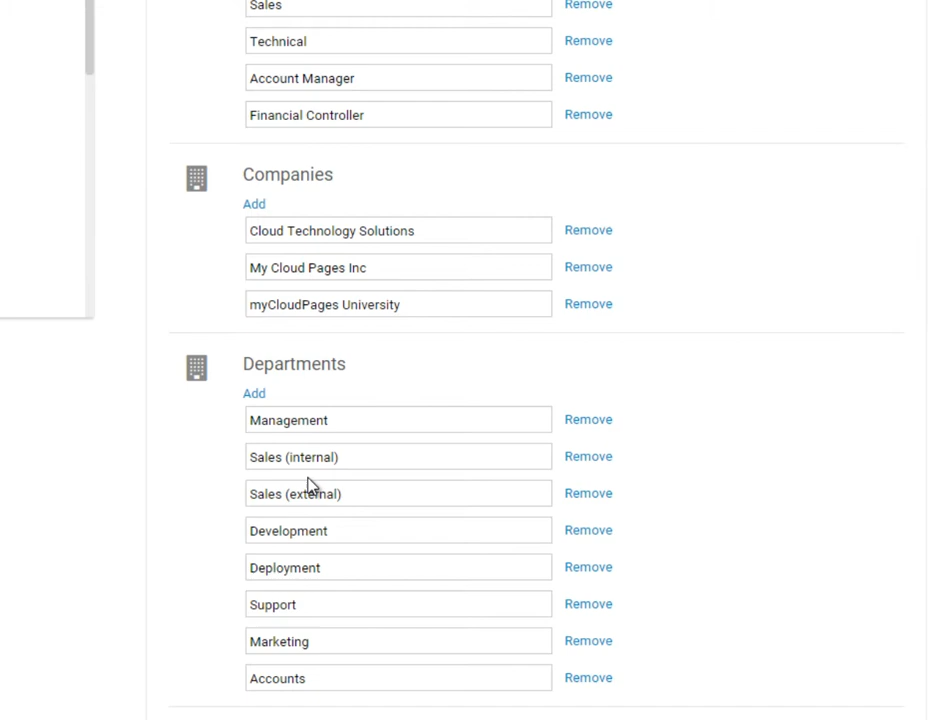 Sales Remove
Technical Remove
Account Manager Remove
Financial Controller Remove
Companies
Add
Cloud Technology Solutions Remove
My Cloud Pages Inc Remove
myCloudPages University Remove
Departments
Add
Management Remove
Sales (internal) Remove
Sales (external) Remove
Development Remove
Deployment Remove
Support Remove
Marketing Remove
Accounts Remove